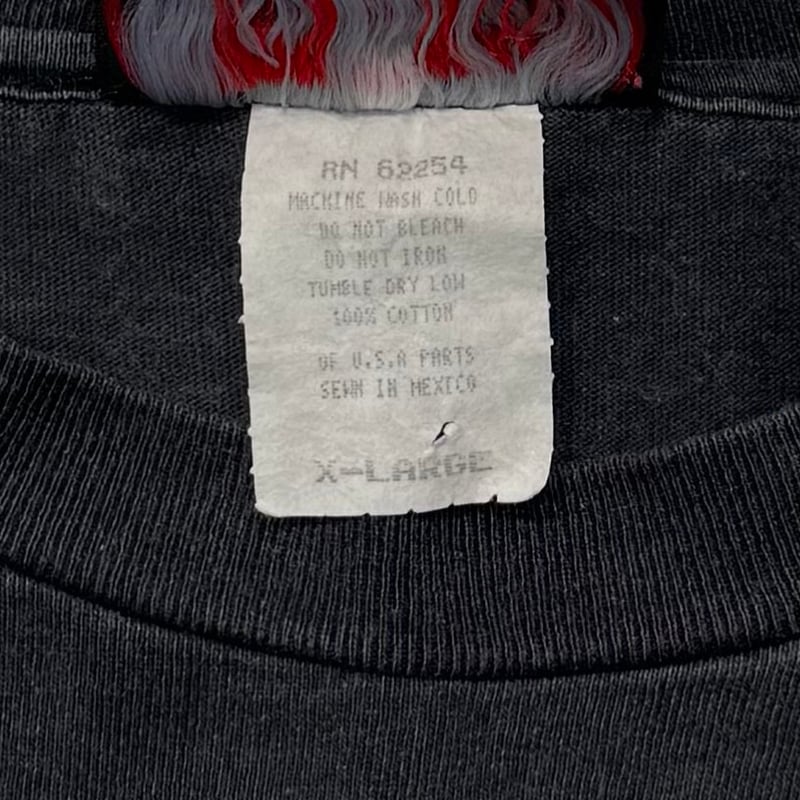 RN 62254
MACHINE WASH COLD
DO NOT BLEACH
DO NOT IRON
TUMBLE DRY LOW
100% COTTON
OF U.S.A PARTS
SEWN IN MEXICO
X-LARGE